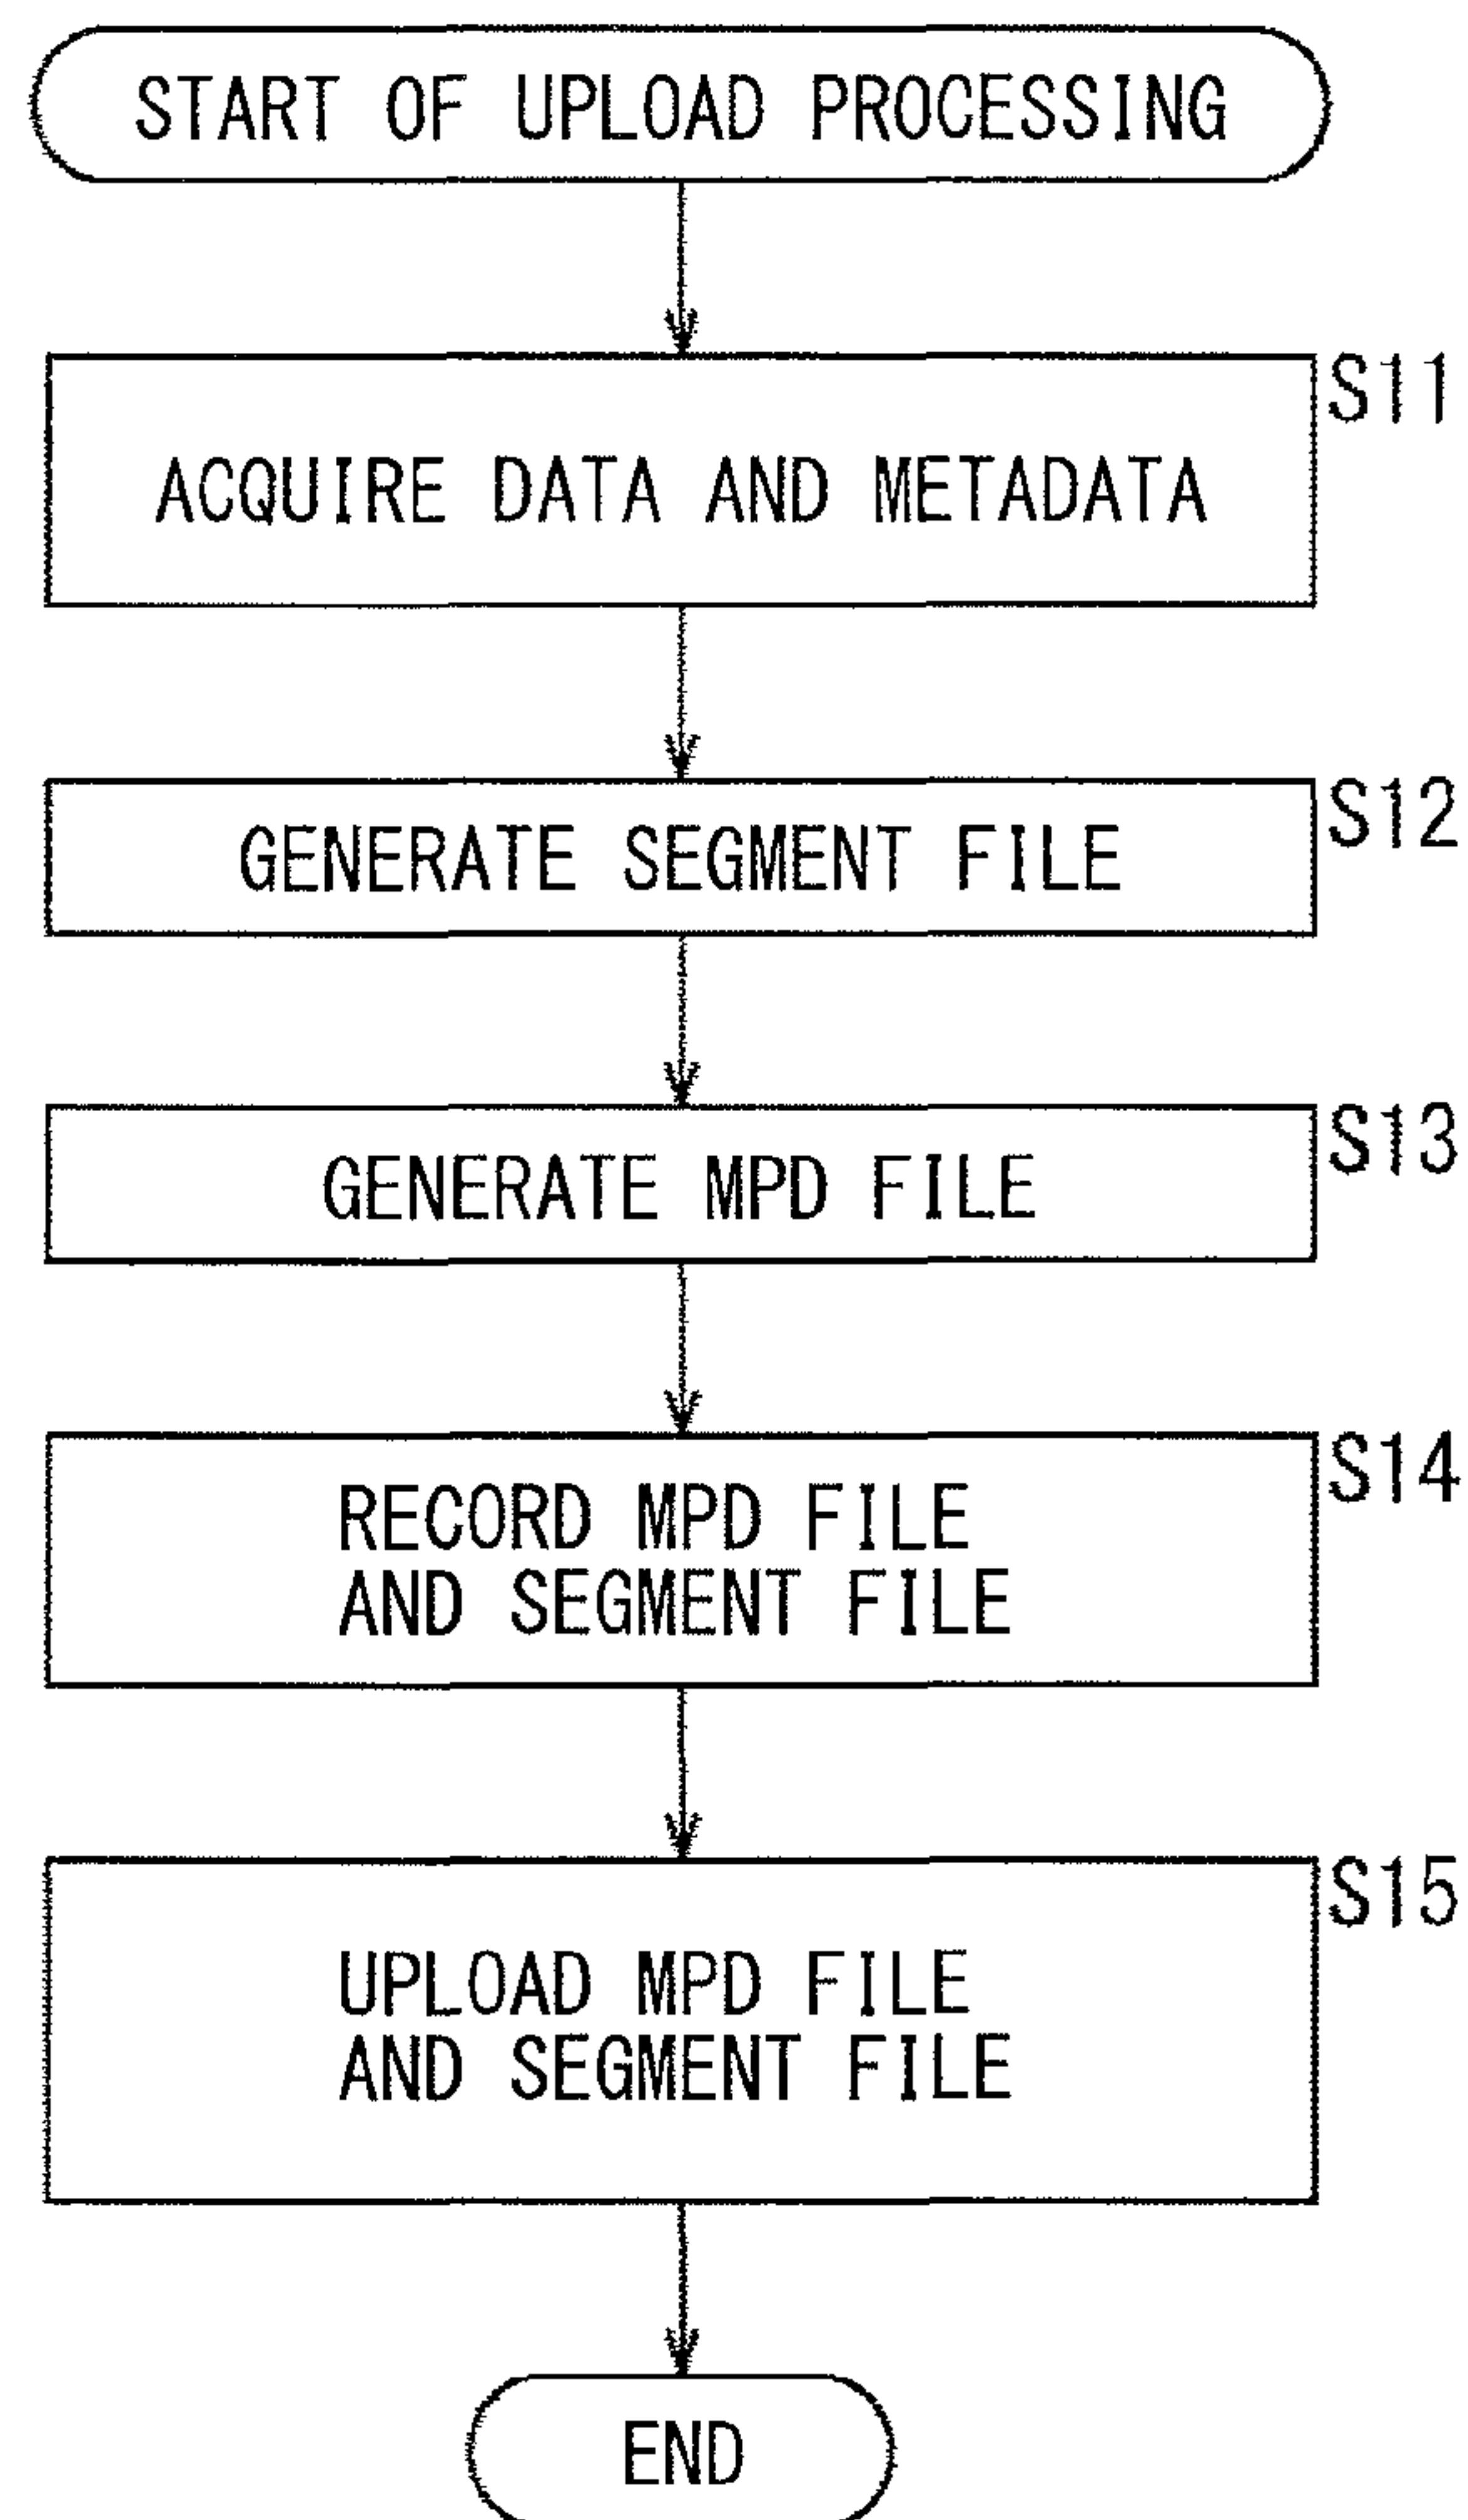 START OF UPLOAD PROCESSING
S11
ACQUIRE DATA AND METADATA
S12
GENERATE SEGMENT FILE
S13
GENERATE MPD FILE
S14
RECORD MPD FILE
AND SEGMENT FILE
S15
UPLOAD MPD FILE
AND SEGMENT FILE
END